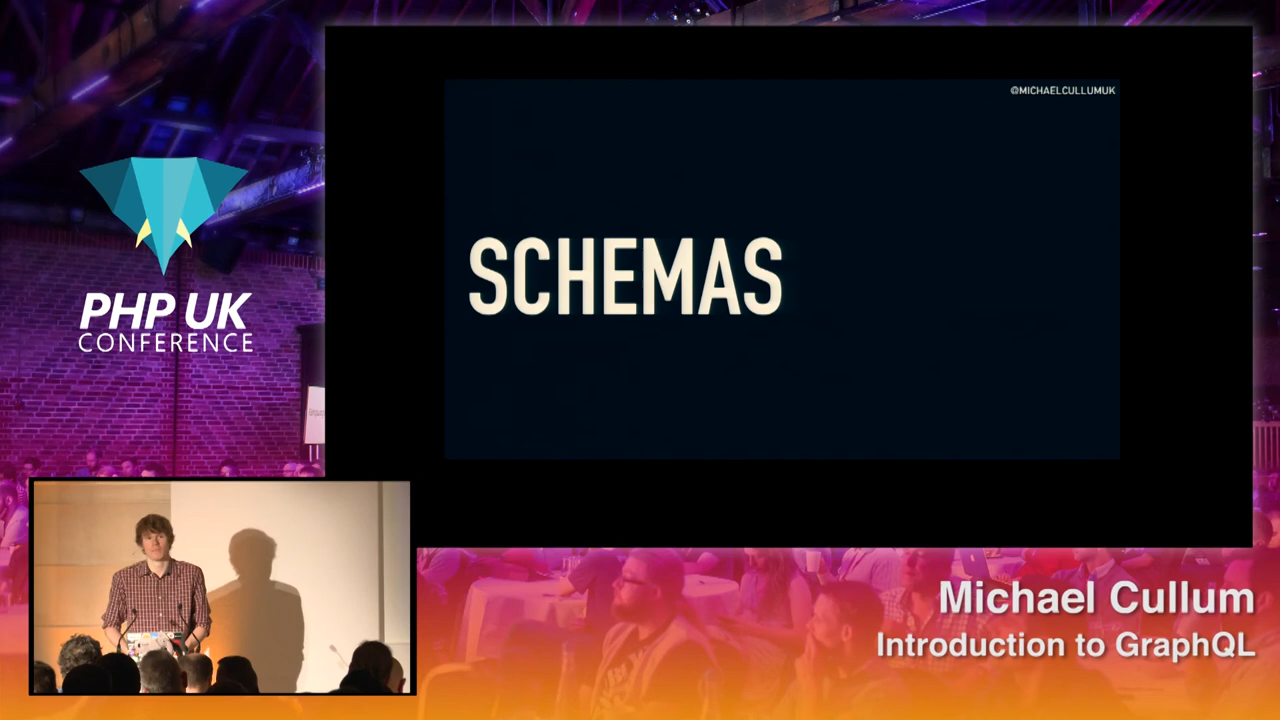 @MICHAELCULLUMUK
SCHEMAS
PHP UK
CONFERENCE
Michael Cullum
Introduction to GraphQL